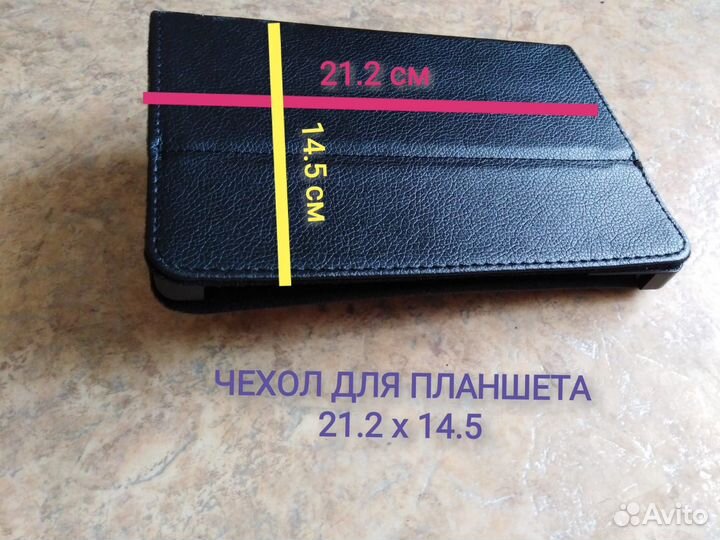 21.2 см
14.5 см
ЧЕХОЛ ДЛЯ ПЛАНШЕТА
21.2 х 14.5
Avito